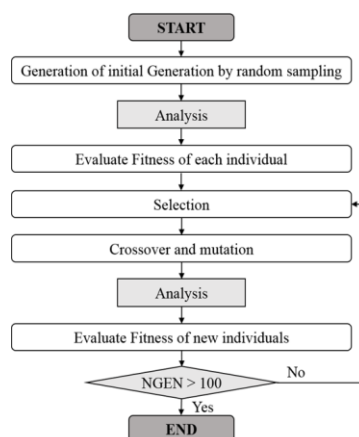 START
Generation of initial Generation by random sampling
Analysis
Evaluate Fitness of each individual
Selection
Crossover and mutation
Analysis
Evaluate Fitness of new individuals
NGEN > 100
No
Yes
END